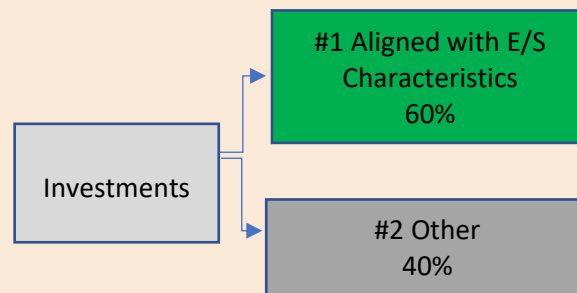 #1 Aligned with E/S
Characteristics
60%
Investments
#2 Other
40%